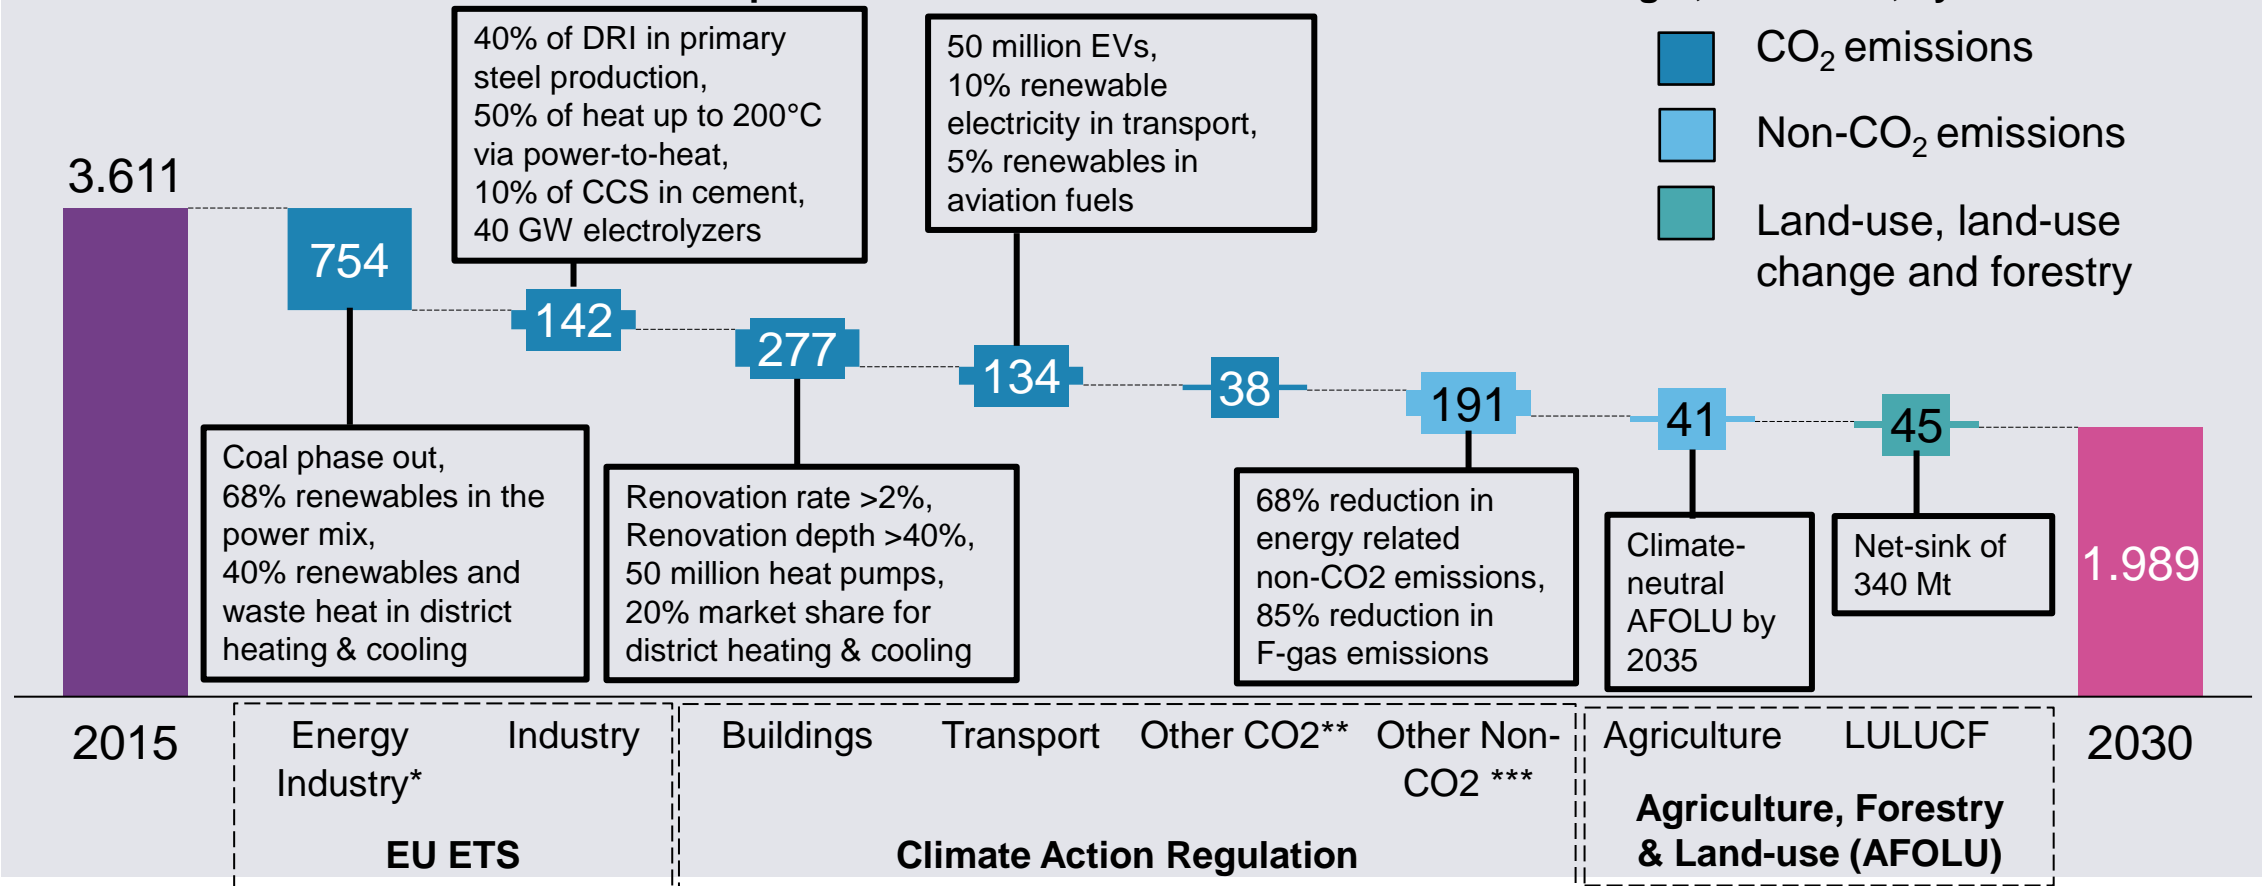 40% of DRI in primary
steel production,
50% of heat up to 200°C
via power-to-heat,
10% of CCS in cement,
40 GW electrolyzers
50 million EVs,
10% renewable
electricity in transport,
5% renewables in
aviation fuels
CO₂ emissions
Non-CO₂ emissions
Land-use, land-use
change and forestry
3.611
754
142
277
134
38
191
41
45
1.989
Coal phase out,
68% renewables in the
power mix,
40% renewables and
waste heat in district
heating & cooling
Renovation rate >2%,
Renovation depth >40%,
50 million heat pumps,
20% market share for
district heating & cooling
68% reduction in
energy related
non-CO2 emissions,
85% reduction in
F-gas emissions
Climate-
neutral
AFOLU by
2035
Net-sink of
340 Mt
2015
Energy
Industry*
Industry
Buildings
Transport
Other CO2**
Other Non-
CO2 ***
Agriculture
LULUCF
2030
EU ETS
Climate Action Regulation
Agriculture, Forestry
& Land-use (AFOLU)